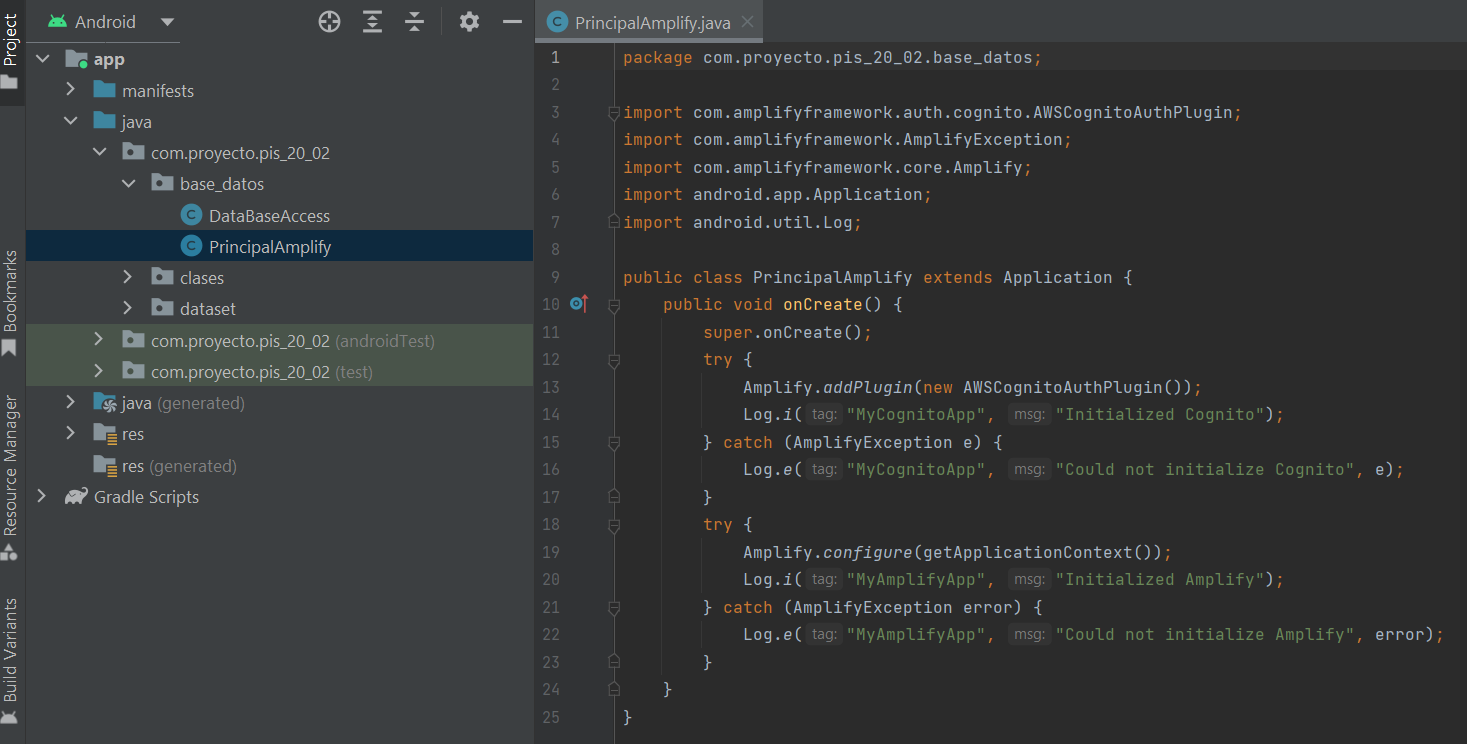 Project
Bookmarks
Resource Manager
Build Variants
Android
app
manifests
java
com.proyecto.pis_20_02
base_datos
C DataBaseAccess
C PrincipalAmplify
clases
dataset
com.proyecto.pis_20_02 (androidTest)
com.proyecto.pis_20_02 (test)
java (generated)
res
res (generated)
Gradle Scripts
C PrincipalAmplify.java
1 package com.proyecto.pis_20_02.base_datos;
2
3 import com.amplifyframework.auth.cognito.AWSCognitoAuthPlugin;
4 import com.amplifyframework.AmplifyException;
5 import com.amplifyframework.core.Amplify;
6 import android.app.Application;
7 import android.util.Log;
8
9 public class PrincipalAmplify extends Application {
10 public void onCreate() {
11 super.onCreate();
12 try {
13 Amplify.addPlugin(new AWSCognitoAuthPlugin());
14 Log.i( tag: "MyCognitoApp", msg: "Initialized Cognito");
15 } catch (AmplifyException e) {
16 Log.e( tag: "MyCognitoApp", msg: "Could not initialize Cognito", e);
17 }
18 try {
19 Amplify.configure(getApplicationContext());
20 Log.i( tag: "MyAmplifyApp", msg: "Initialized Amplify");
21 } catch (AmplifyException error) {
22 Log.e( tag: "MyAmplifyApp", msg: "Could not initialize Amplify", error);
23 }
24 }
25 }